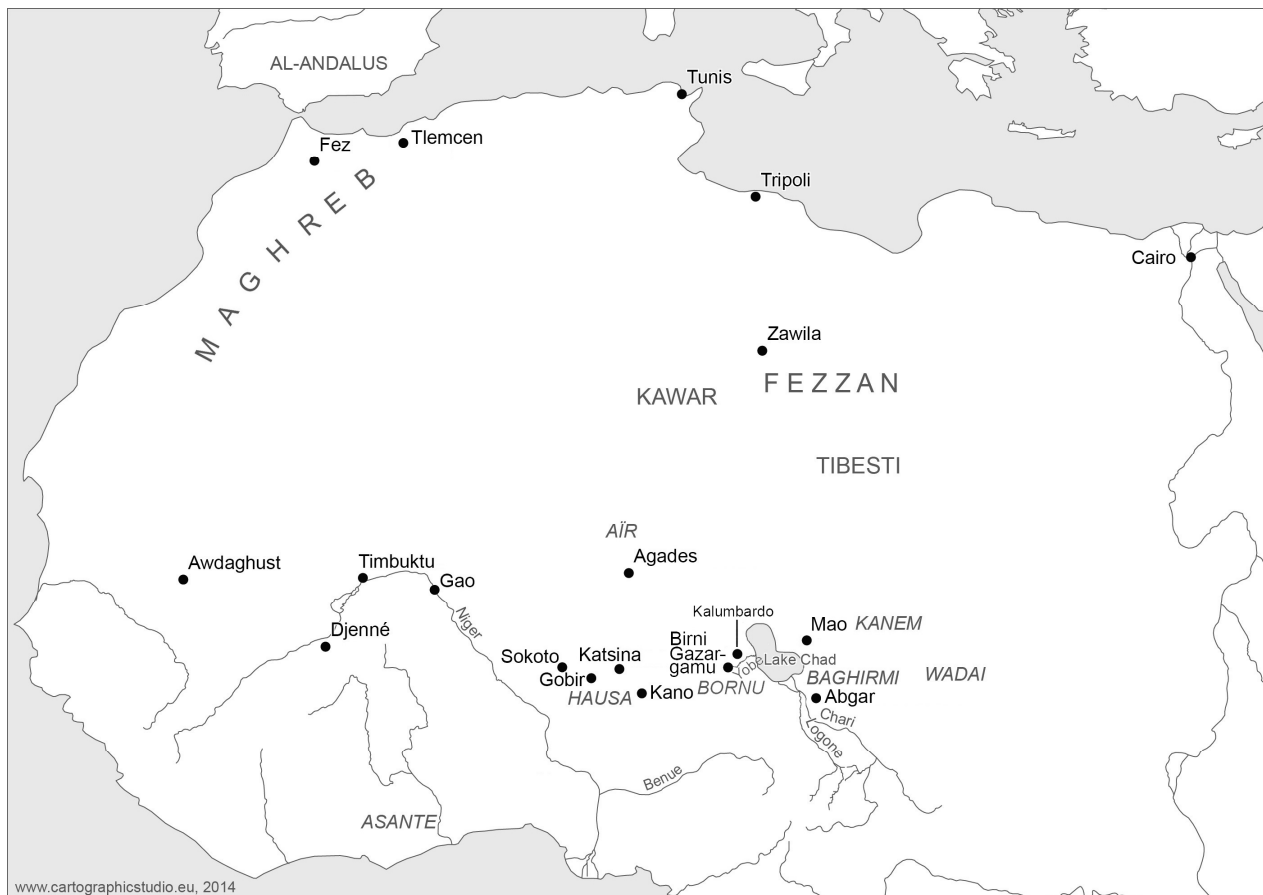 AL-ANDALUS
Tunis
Fez
Tlemcen
MAGHREB
Tripoli
Cairo
Zawila
FEZZAN
KAWAR
TIBESTI
AÏR
Agades
Awdaghust
Timbuktu
Gao
Niger
Djenné
Kalumbardo
Mao
KANEM
Birni
Gazar-
gamu
Yobe
Lake Chad
Sokoto
Katsina
Gobir
HAUSA
Kano
BORNU
BAGHIRMI
WADAI
Abgar
Chari
Logone
Benue
ASANTE
www.cartographicstudio.eu, 2014